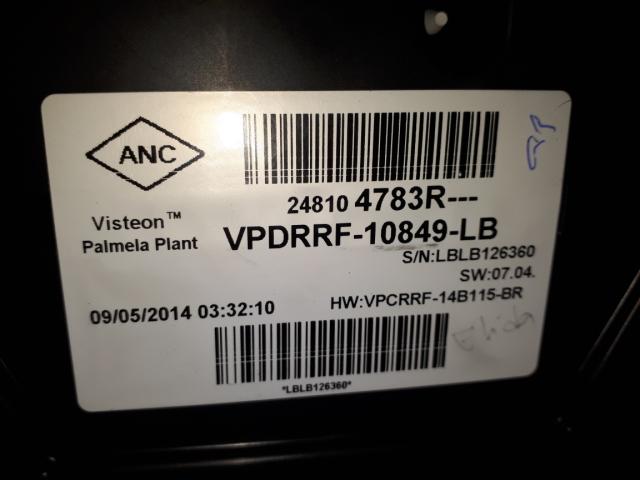 ANC
24810 4783R---
Visteon™
Palmela Plant
VPDRRF-10849-LB
S/N:LBLB126360
SW:07.04.
09/05/2014 03:32:10
HW:VPCRRF-14B115-BR
*LBLB126360*